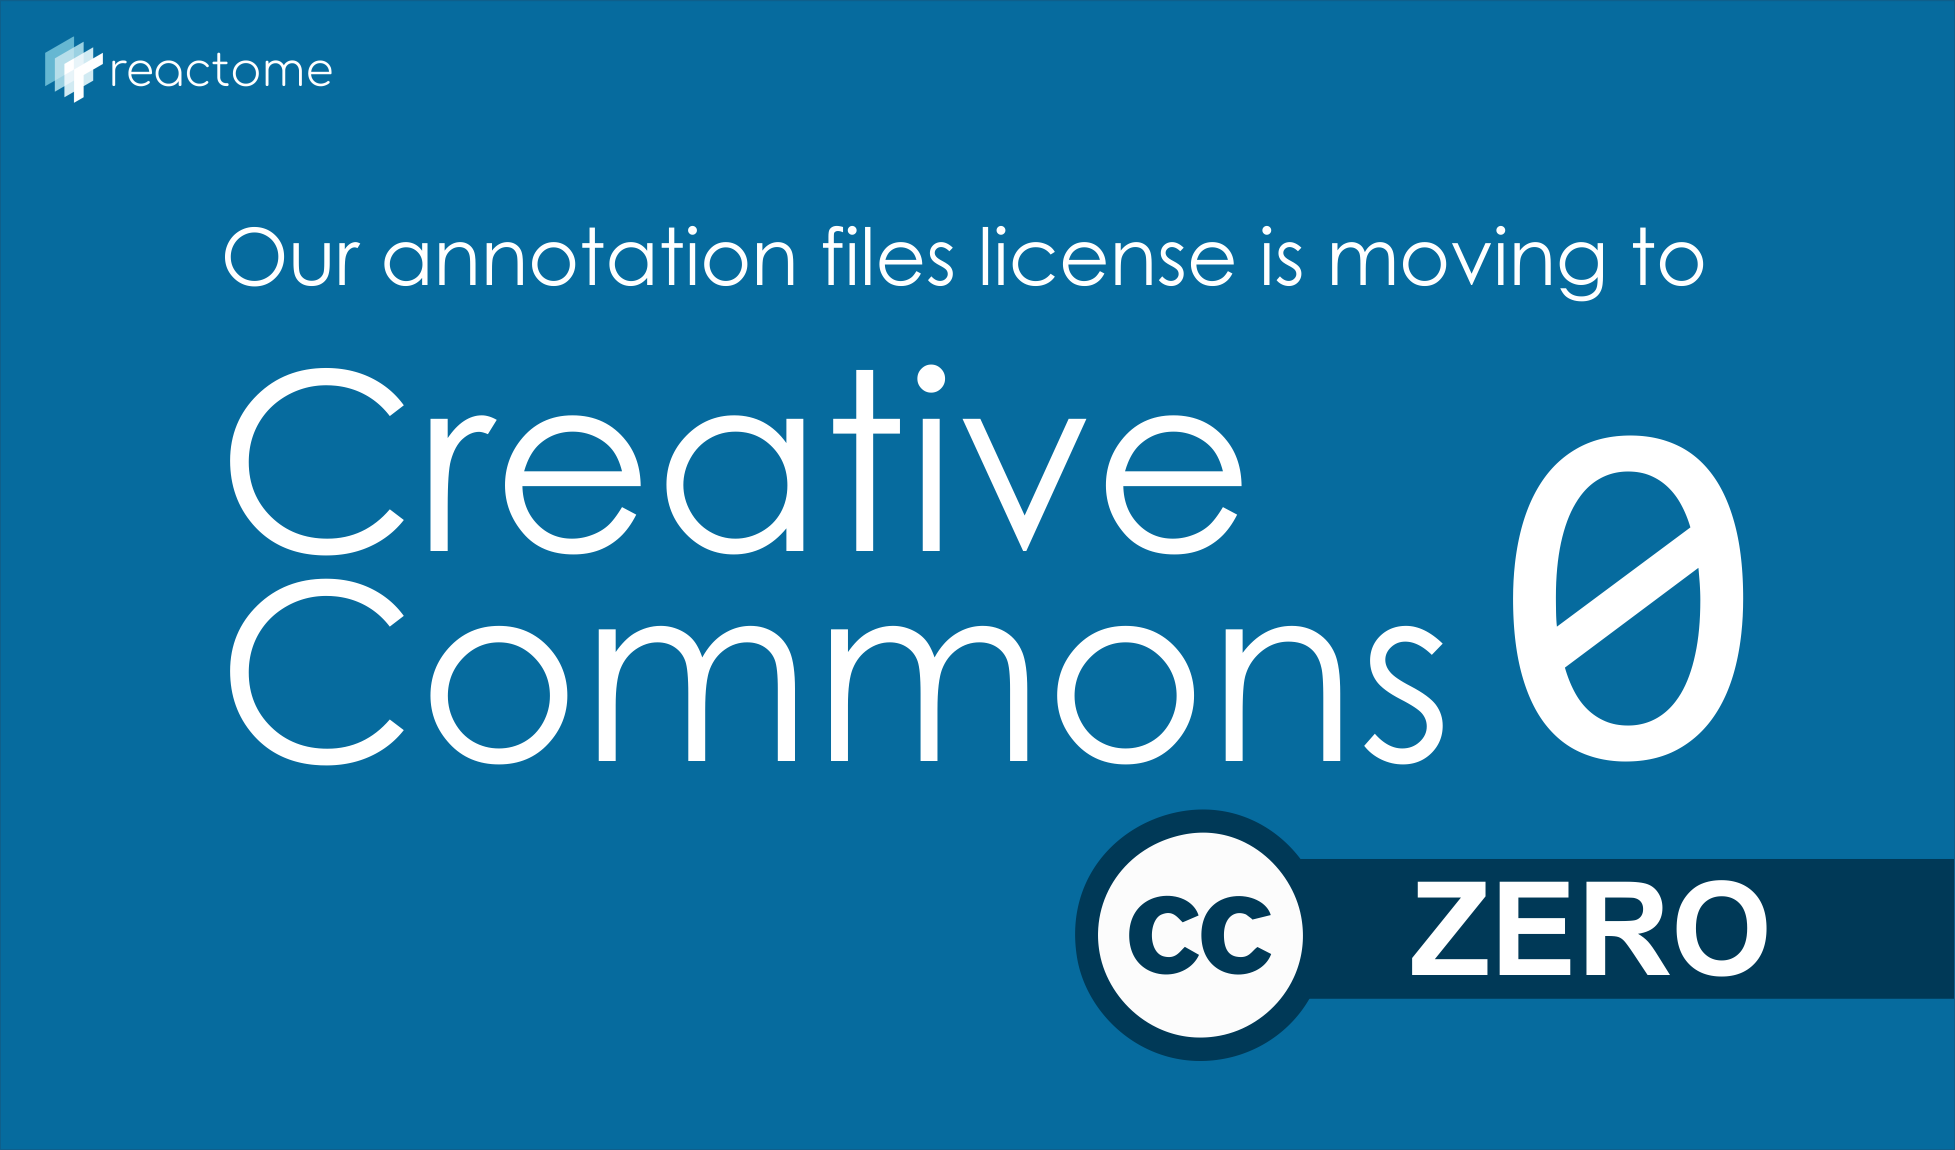 reactome
Our annotation files license is moving to
Creative
Commons 0
cc ZERO